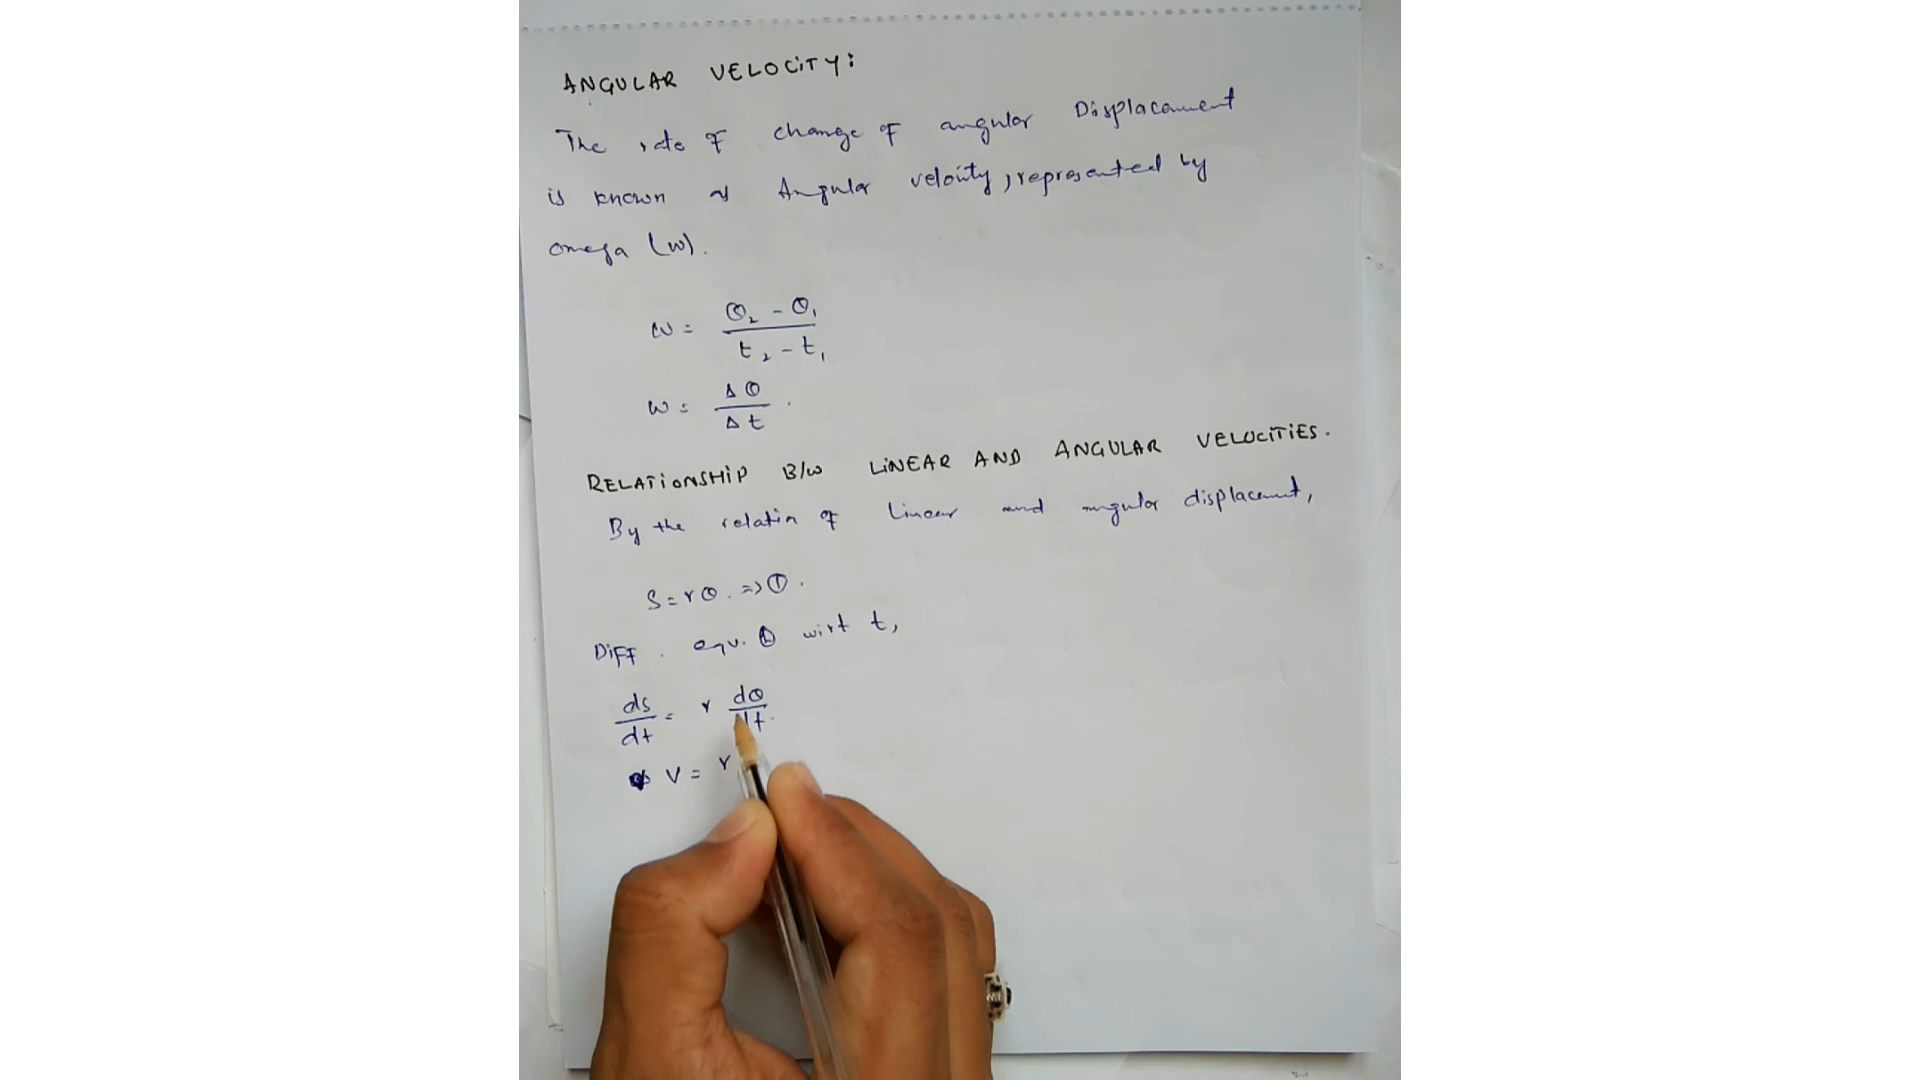 ANGULAR VELOCITY:
The rate of change of angular Displacement
is known as Angular velocity, represented by
omega (ω).
ω = θ₂ - θ₁ / t₂ - t₁
ω = Δθ / Δt .
RELATIONSHIP B/W LINEAR AND ANGULAR VELOCITIES.
By the relation of Linear and angular displacement,
S = rθ. => ①.
Diff. equ. ① w.r.t t,
ds/dt = r dθ/dt.
V = r